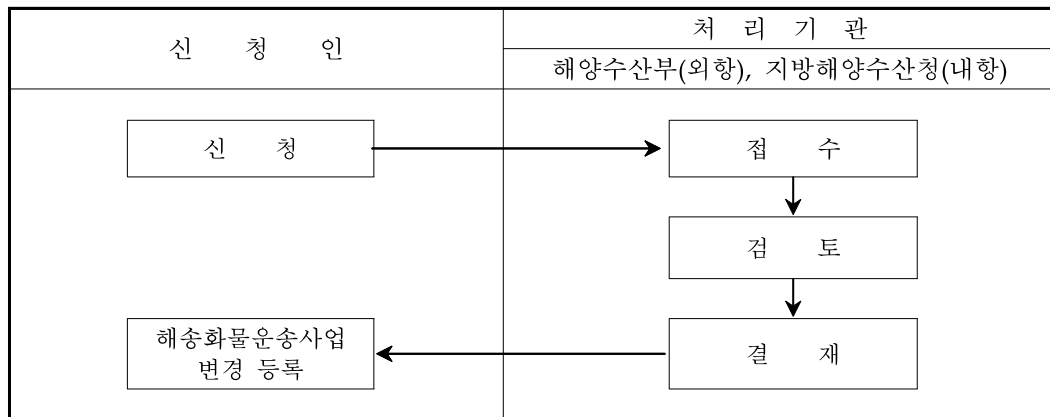 신 청 인
처 리 기 관
해양수산부(외항), 지방해양수산청(내항)
신 청
접 수
검 토
해송화물운송사업
변경 등록
결 재